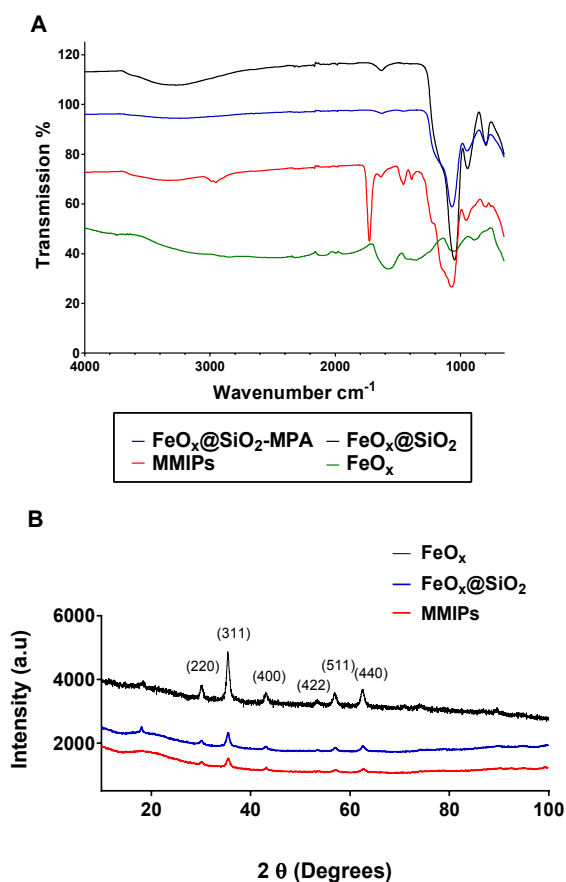 A
120
100
80
60
40
20
0
4000 3000 2000 1000
Transmission %
Wavenumber cm⁻¹
FeOₓ@SiO₂-MPA FeOₓ@SiO₂
MMIPs FeOₓ
B
FeOₓ
FeOₓ@SiO₂
MMIPs
6000
4000
2000
Intensity (a.u)
(311)
(220) (400) (422) (511) (440)
20 40 60 80 100
2 θ (Degrees)